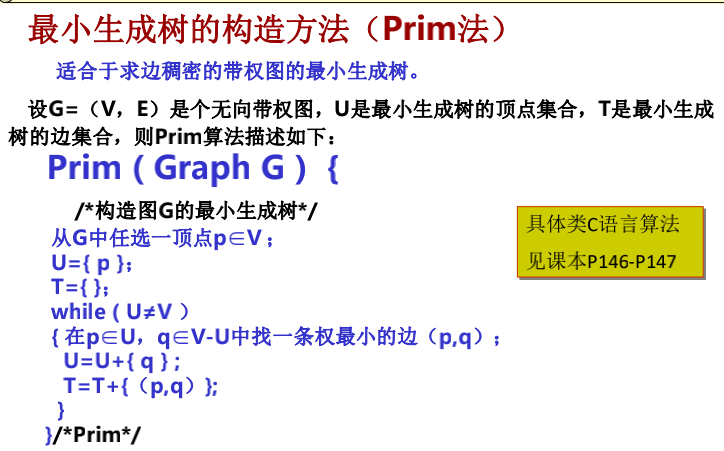 最小生成树的构造方法（Prim法）
适合于求边稠密的带权图的最小生成树。
设G=（V，E）是个无向带权图，U是最小生成树的顶点集合，T是最小生成
树的边集合，则Prim算法描述如下：
Prim ( Graph G ) {
/*构造图G的最小生成树*/
从G中任选一顶点p∈V ;
U={ p };
T={ };
while ( U≠V ）
{ 在p∈U，q∈V-U中找一条权最小的边（p,q）;
U=U+{ q } ;
T=T+{（p,q）};
}
}/*Prim*/
具体类C语言算法
见课本P146-P147